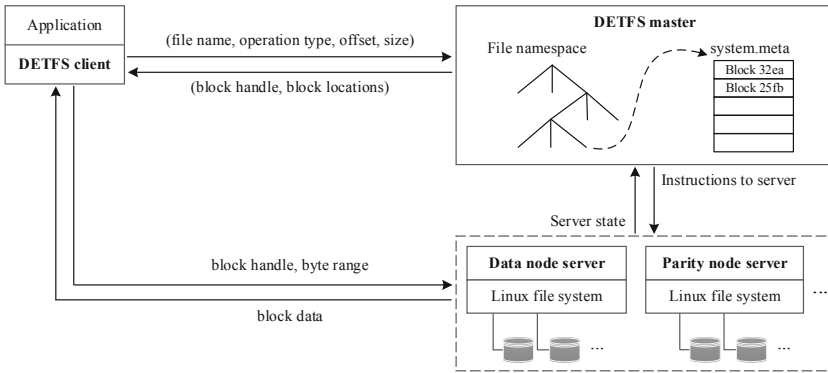 Application
DETFS client
(file name, operation type, offset, size)
(block handle, block locations)
DETFS master
File namespace
system.meta
Block 32ea
Block 25fb
Instructions to server
Server state
block handle, byte range
block data
Data node server
Linux file system
...
Parity node server
Linux file system
...
...